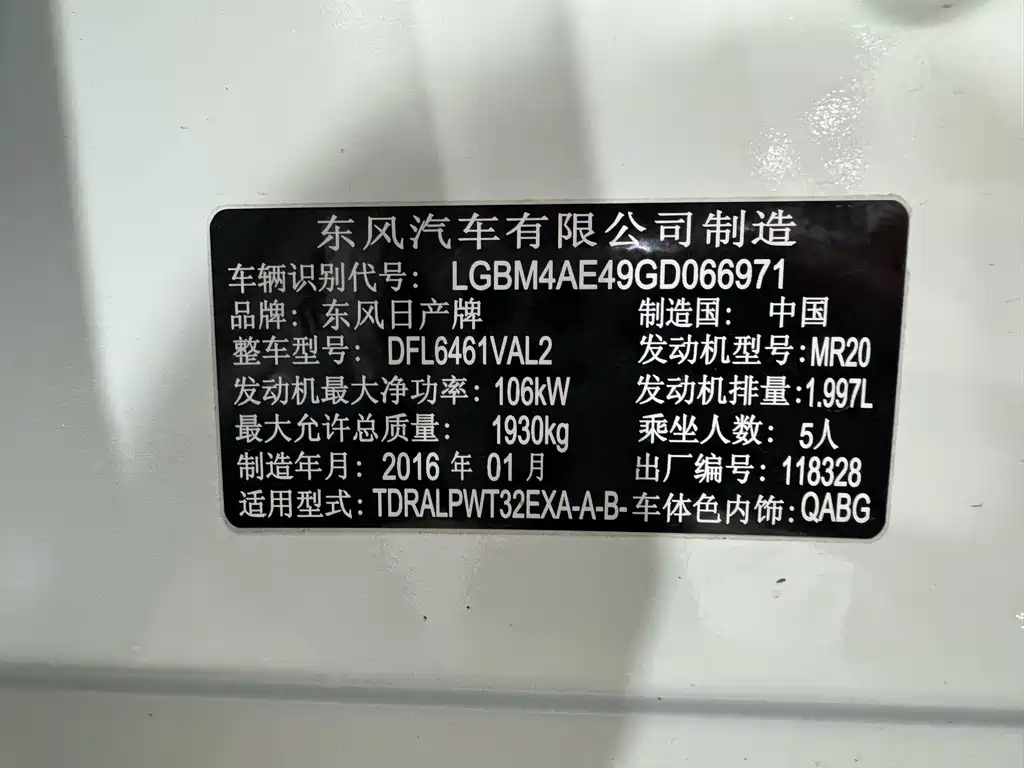 东风汽车有限公司制造
车辆识别代号: LGBM4AE49GD066971
品牌: 东风日产牌 制造国: 中国
整车型号: DFL6461VAL2 发动机型号:MR20
发动机最大净功率: 106kW 发动机排量:1.997L
最大允许总质量: 1930kg 乘坐人数: 5人
制造年月: 2016 年 01 月 出厂编号: 118328
适用型式: TDRALPWT32EXA-A-B- 车体色内饰:QABG